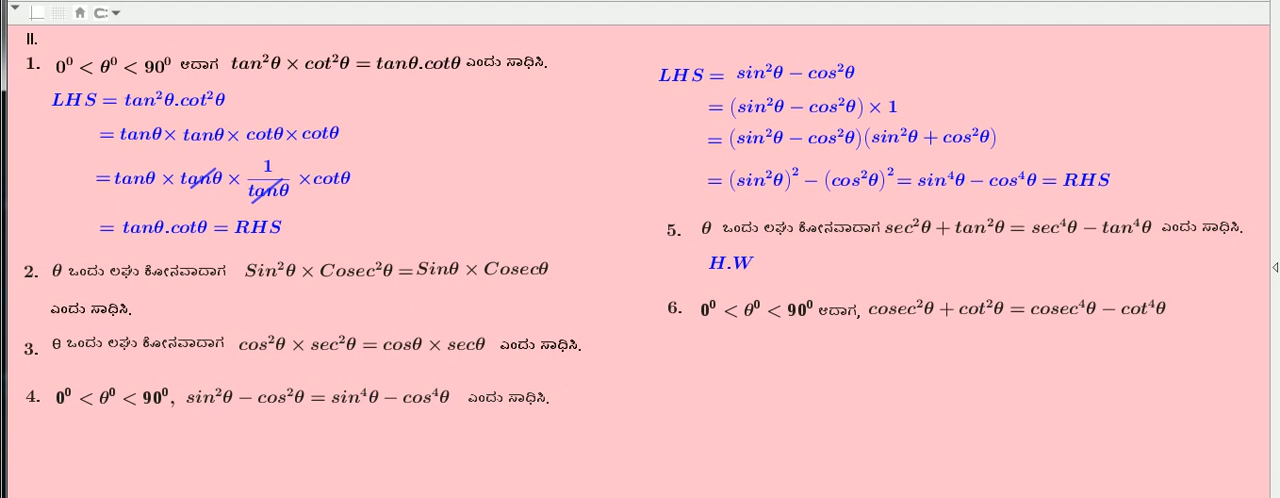 II.
1. 0⁰ < θ⁰ < 90⁰ ಆದಾಗ tan²θ × cot²θ = tanθ.cotθ ಎಂದು ಸಾಧಿಸಿ.
LHS = tan²θ.cot²θ
= tanθ× tanθ× cotθ×cotθ
= tanθ × tanθ × 1/tanθ ×cotθ
= tanθ.cotθ = RHS
2. θ ಒಂದು ಲಘು ಕೋನವಾದಾಗ Sin²θ × Cosec²θ = Sinθ × Cosecθ
ಎಂದು ಸಾಧಿಸಿ.
3. θ ಒಂದು ಲಘು ಕೋನವಾದಾಗ cos²θ × sec²θ = cosθ × secθ ಎಂದು ಸಾಧಿಸಿ.
4. 0⁰ < θ⁰ < 90⁰, sin²θ − cos²θ = sin⁴θ − cos⁴θ ಎಂದು ಸಾಧಿಸಿ.
LHS = sin²θ − cos²θ
= (sin²θ − cos²θ) × 1
= (sin²θ − cos²θ)(sin²θ + cos²θ)
= (sin²θ)² − (cos²θ)² = sin⁴θ − cos⁴θ = RHS
5. θ ಒಂದು ಲಘು ಕೋನವಾದಾಗ sec²θ + tan²θ = sec⁴θ − tan⁴θ ಎಂದು ಸಾಧಿಸಿ.
H.W
6. 0⁰ < θ⁰ < 90⁰ ಆದಾಗ, cosec²θ + cot²θ = cosec⁴θ − cot⁴θ